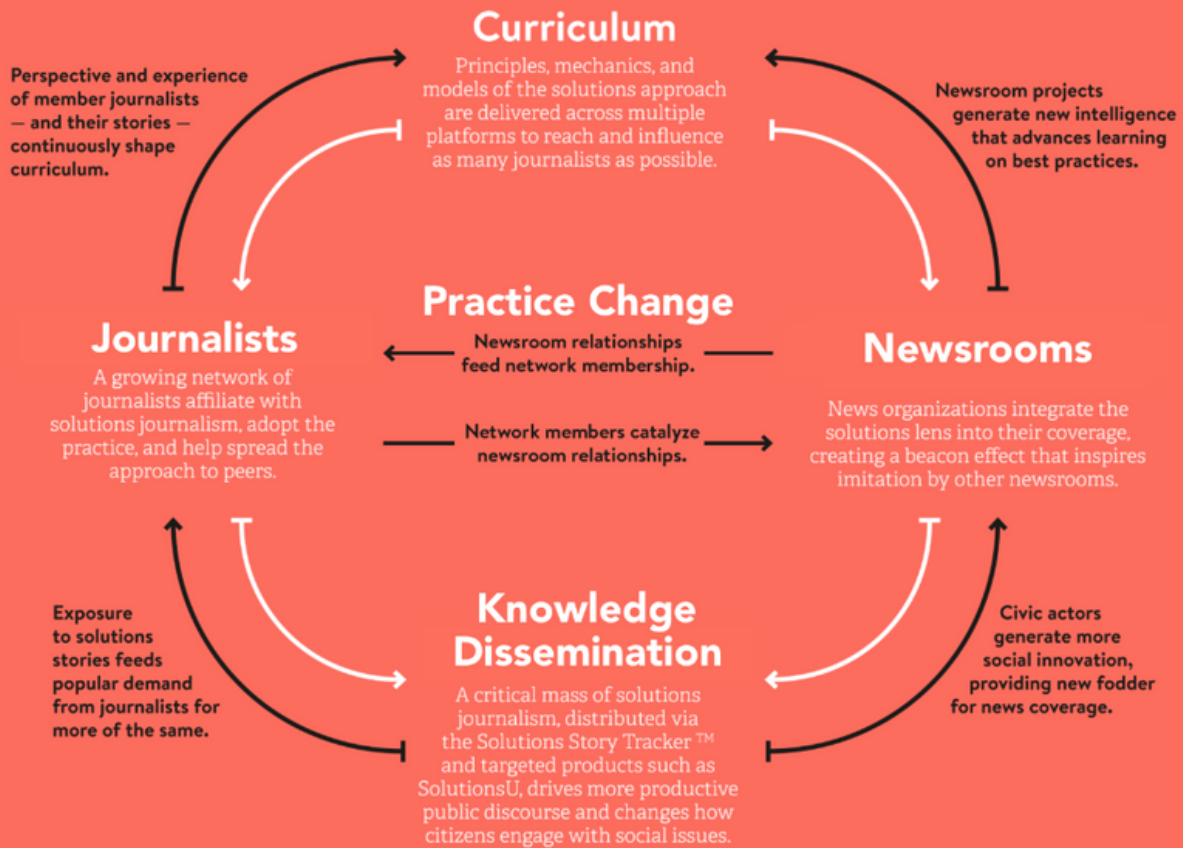 Curriculum
Principles, mechanics, and
models of the solutions approach
are delivered across multiple
platforms to reach and influence
as many journalists as possible.
Perspective and experience
of member journalists
— and their stories —
continuously shape
curriculum.
Newsroom projects
generate new intelligence
that advances learning
on best practices.
Practice Change
Newsroom relationships
feed network membership.
Network members catalyze
newsroom relationships.
Journalists
A growing network of
journalists affiliate with
solutions journalism, adopt the
practice, and help spread the
approach to peers.
Newsrooms
News organizations integrate the
solutions lens into their coverage,
creating a beacon effect that inspires
imitation by other newsrooms.
Exposure
to solutions
stories feeds
popular demand
from journalists for
more of the same.
Knowledge
Dissemination
A critical mass of solutions
journalism, distributed via
the Solutions Story Tracker ™
and targeted products such as
SolutionsU, drives more productive
public discourse and changes how
citizens engage with social issues.
Civic actors
generate more
social innovation,
providing new fodder
for news coverage.